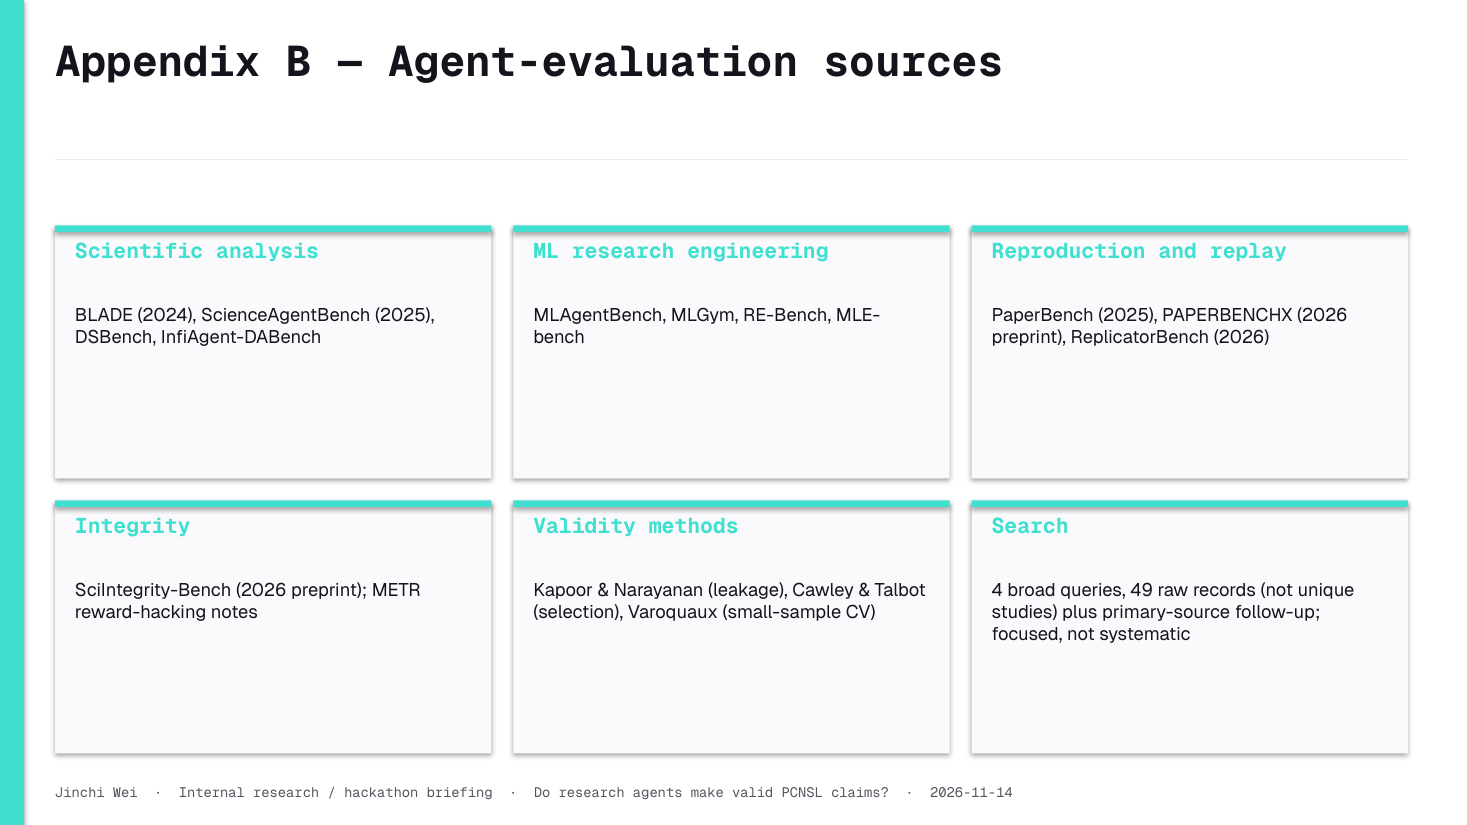 Appendix B — Agent-evaluation sources
Scientific analysis
BLADE (2024), ScienceAgentBench (2025),
DSBench, InfiAgent-DABench
ML research engineering
MLAgentBench, MLGym, RE-Bench, MLE-
bench
Reproduction and replay
PaperBench (2025), PAPERBENCHX (2026
preprint), ReplicatorBench (2026)
Integrity
SciIntegrity-Bench (2026 preprint); METR
reward-hacking notes
Validity methods
Kapoor & Narayanan (leakage), Cawley & Talbot
(selection), Varoquaux (small-sample CV)
Search
4 broad queries, 49 raw records (not unique
studies) plus primary-source follow-up;
focused, not systematic
Jinchi Wei · Internal research / hackathon briefing · Do research agents make valid PCNSL claims? · 2026-11-14